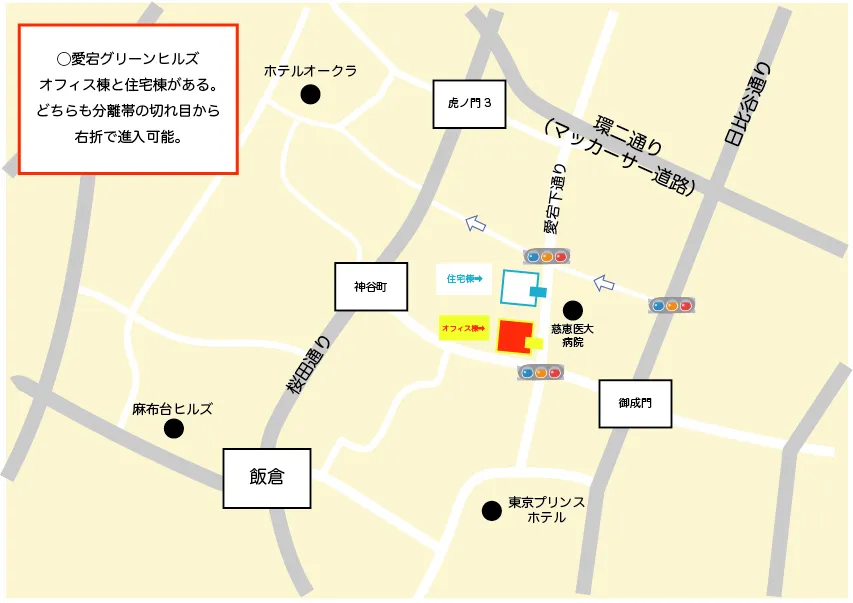 ○愛宕グリーンヒルズ
オフィス棟と住宅棟がある。
どちらも分離帯の切れ目から
右折で進入可能。
ホテルオークラ
虎ノ門3
環二通り
(マッカーサー道路)
日比谷通り
愛宕下通り
住宅棟⇒
神谷町
オフィス棟⇒
慈恵医大
病院
桜田通り
麻布台ヒルズ
御成門
飯倉
東京プリンス
ホテル